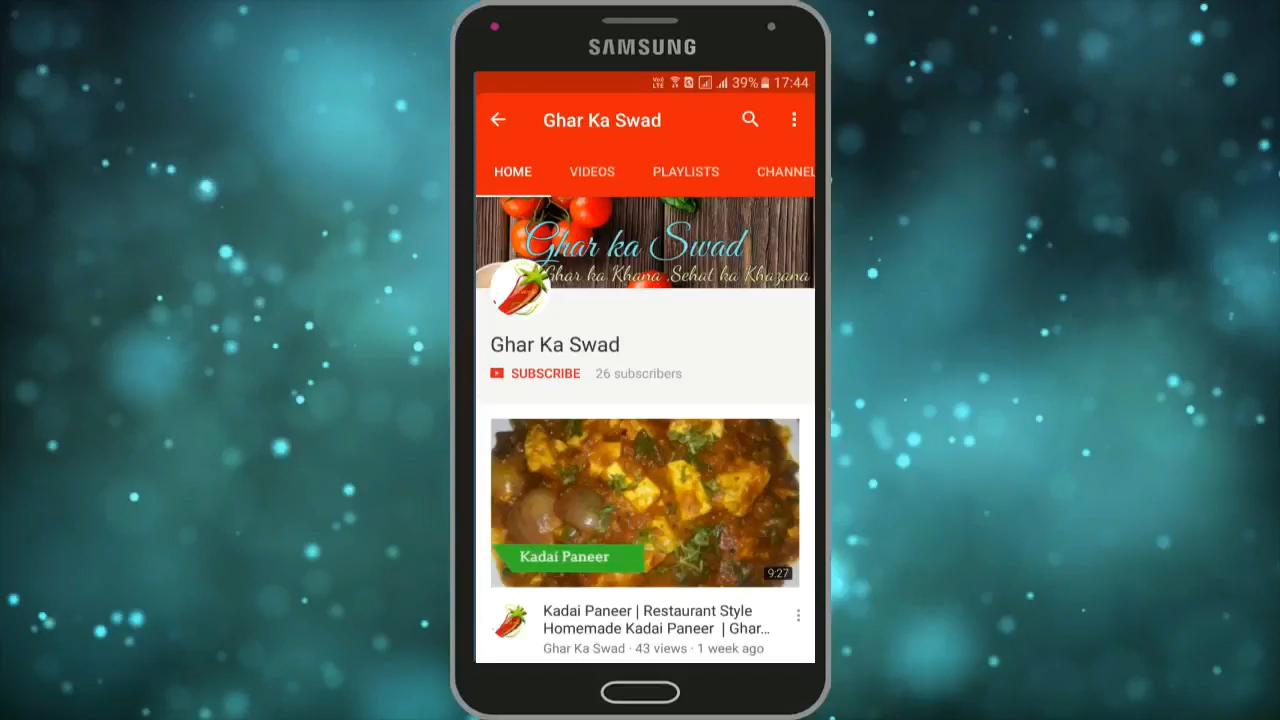 SAMSUNG
VoLTE 39% 17:44
Ghar Ka Swad
HOME VIDEOS PLAYLISTS CHANNEL
Ghar ka Swad
Ghar ka Khana Sehat ka Khazana
Ghar Ka Swad
SUBSCRIBE 26 subscribers
Kadai Paneer
9:27
Kadai Paneer | Restaurant Style
Homemade Kadai Paneer | Ghar...
Ghar Ka Swad · 43 views · 1 week ago